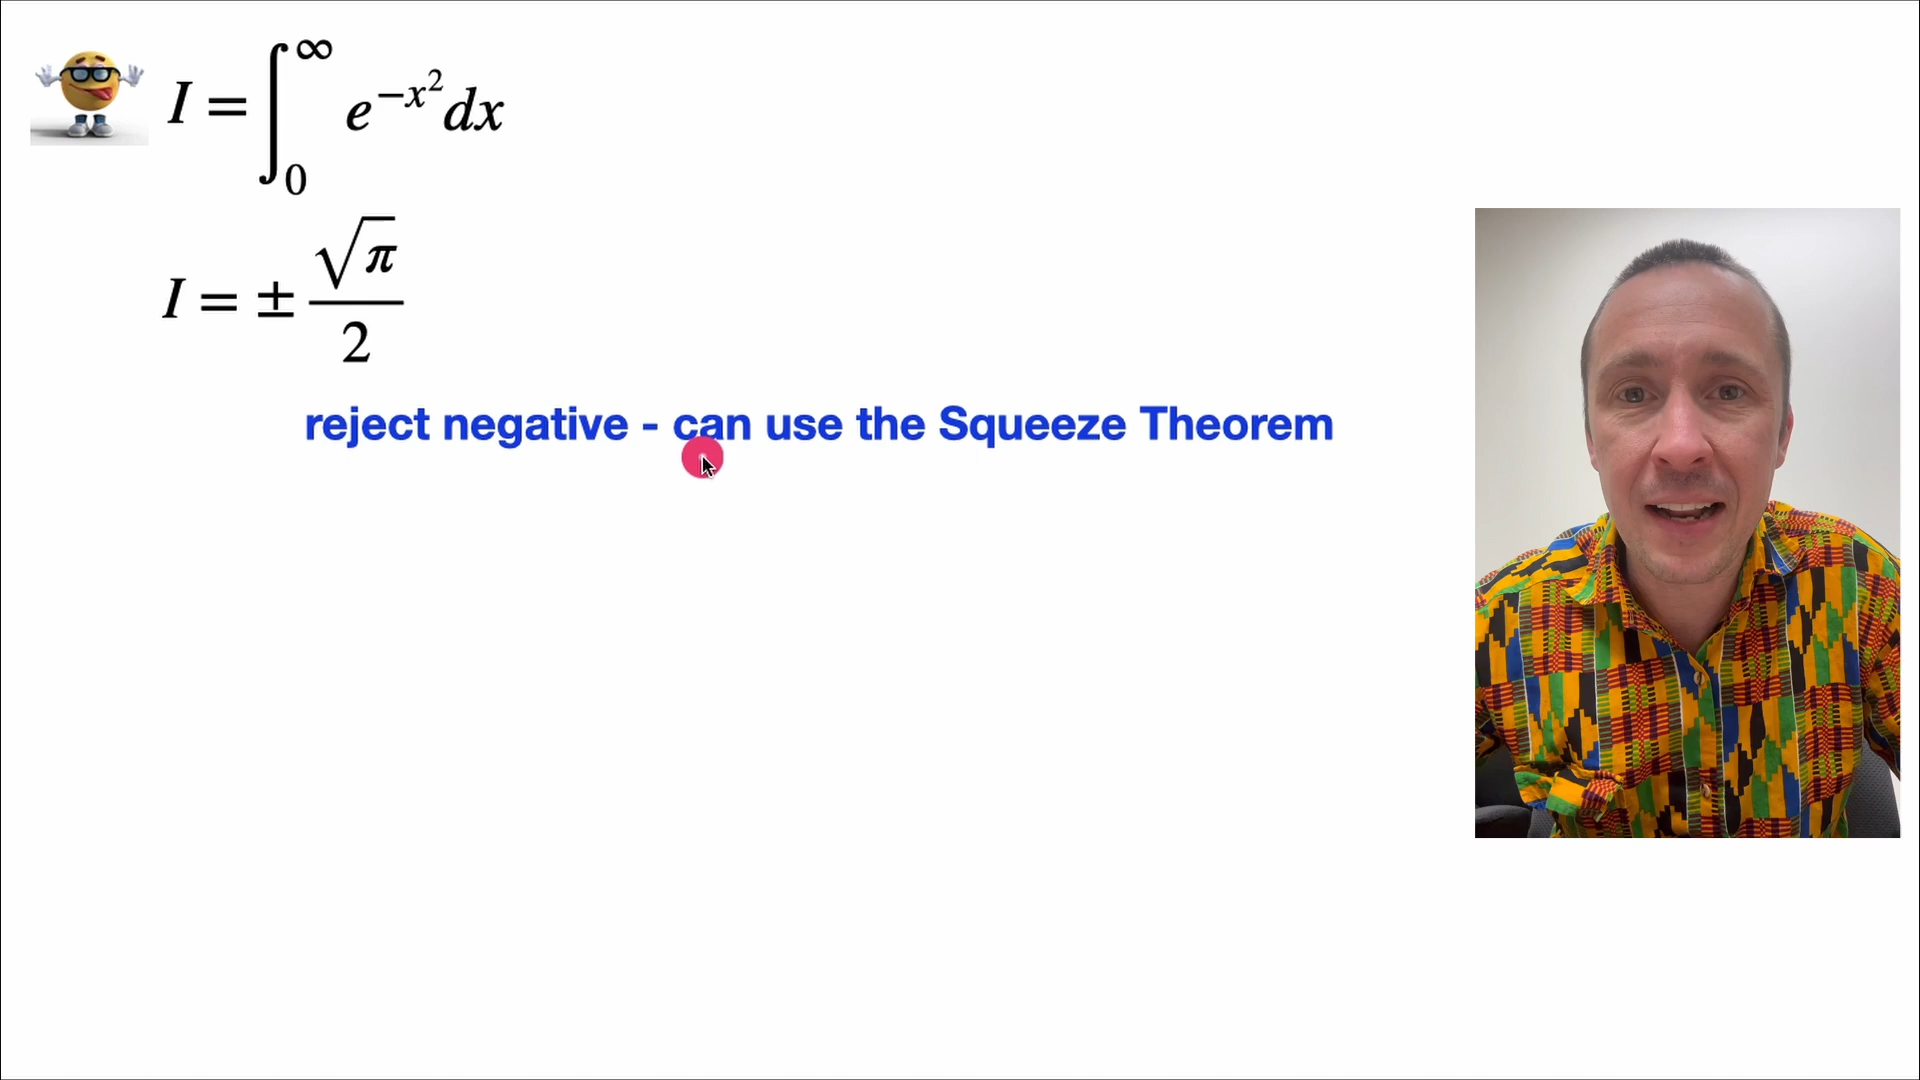 I = ∫₀^∞ e^{-x²} dx
I = ± √π / 2
reject negative - can use the Squeeze Theorem